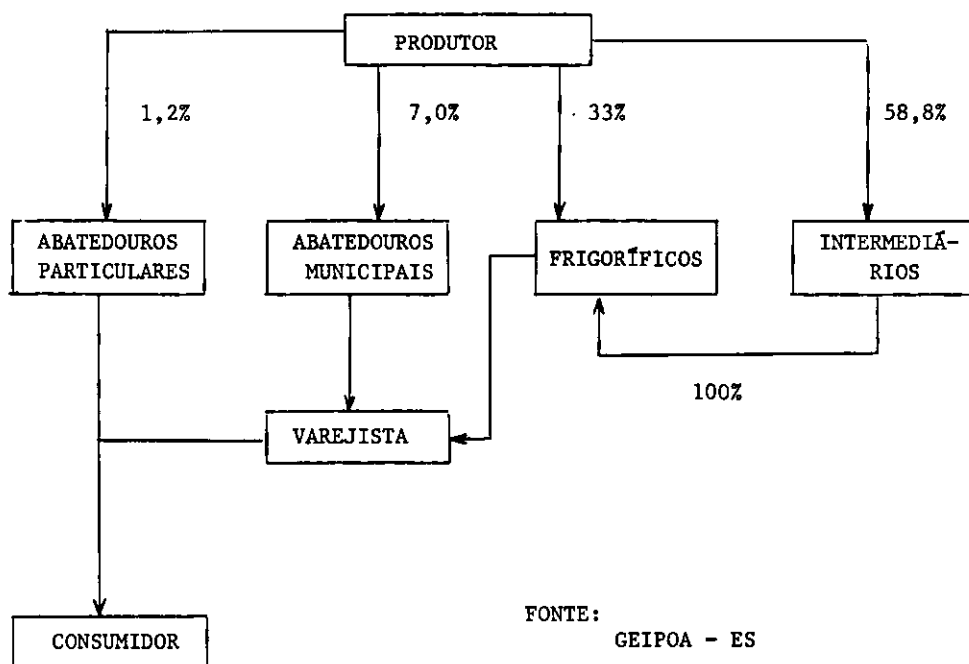 PRODUTOR
1,2%
7,0%
33%
58,8%
ABATEDOUROS
PARTICULARES
ABATEDOUROS
MUNICIPAIS
FRIGORÍFICOS
INTERMEDIÁ-
RIOS
100%
VAREJISTA
CONSUMIDOR
FONTE:
GEIPOA - ES